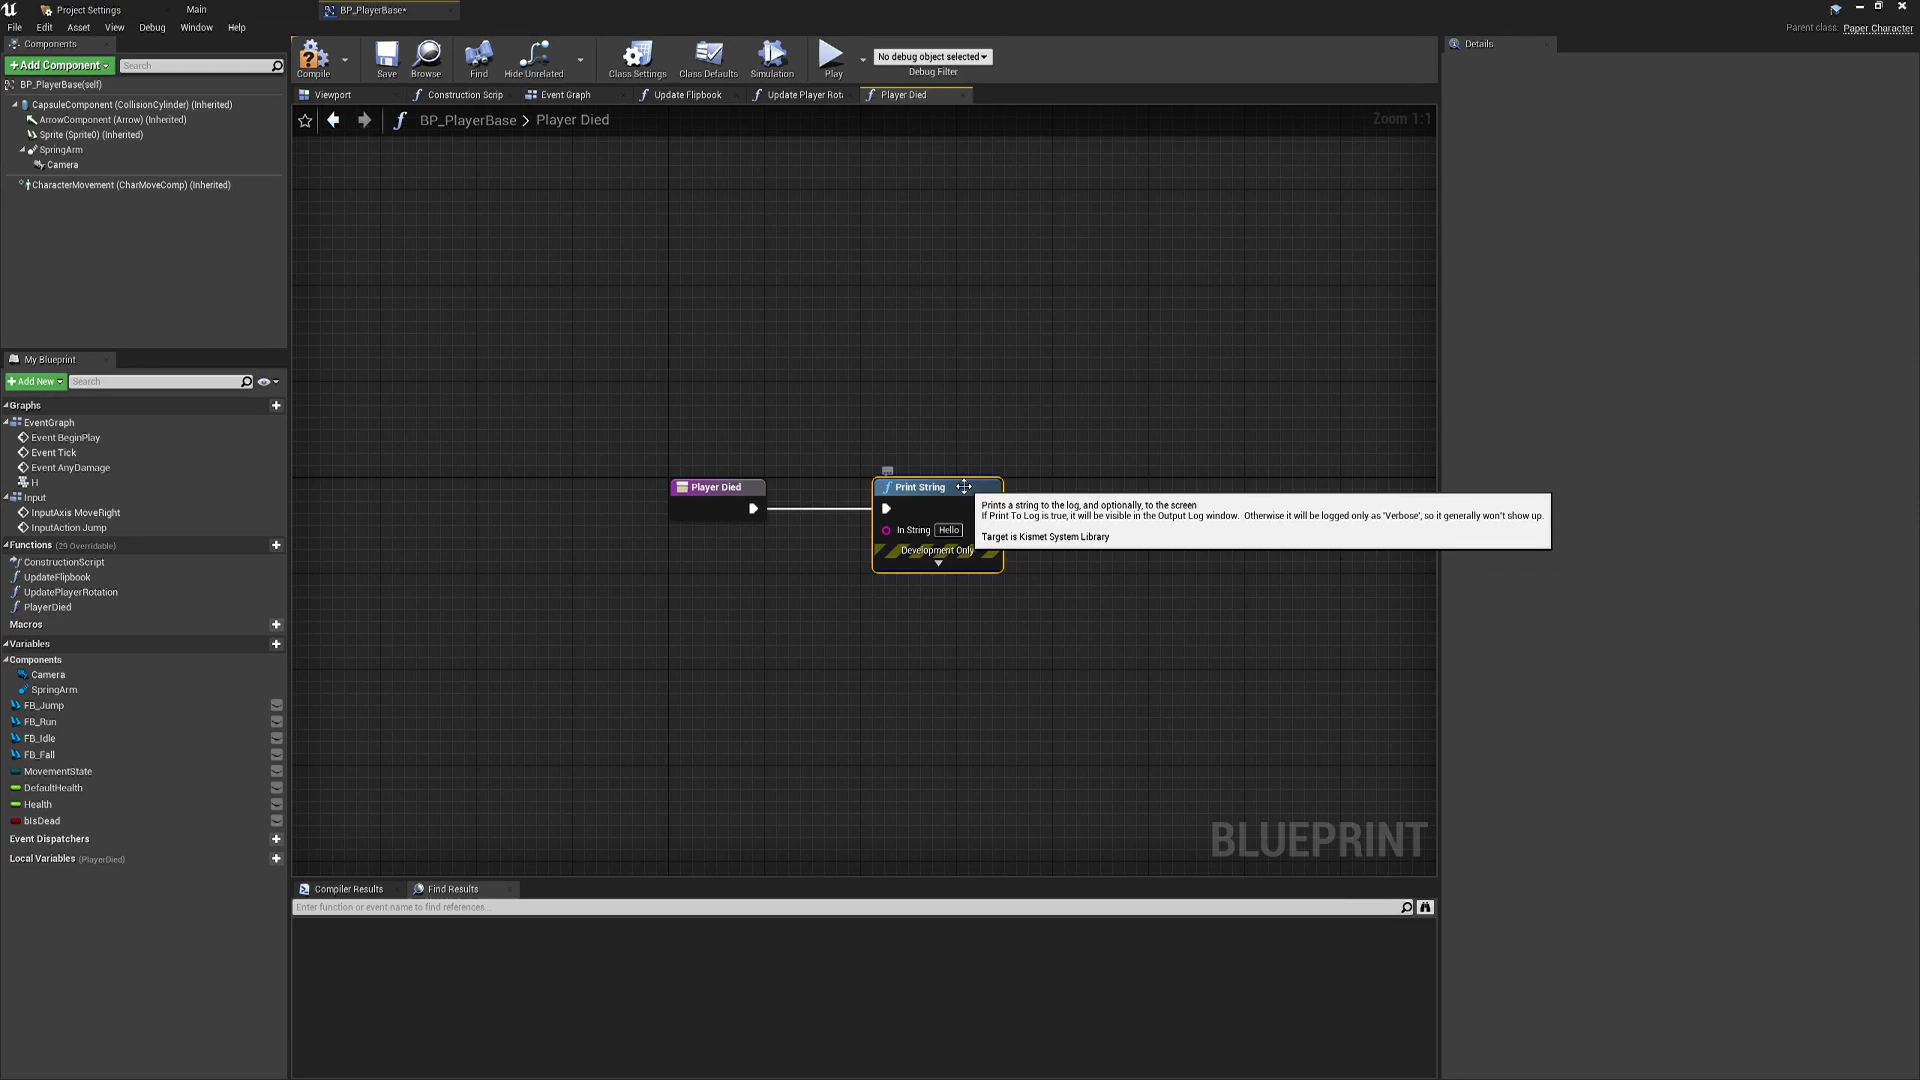 Project Settings
Main
BP_PlayerBase*
File
Edit
Asset
View
Debug
Window
Help
Parent class: Paper Character
Components
+Add Component
Search
BP_PlayerBase(self)
CapsuleComponent (CollisionCylinder) (Inherited)
ArrowComponent (Arrow) (Inherited)
Sprite (Sprite0) (Inherited)
SpringArm
Camera
CharacterMovement (CharMoveComp) (Inherited)
Compile
Save
Browse
Find
Hide Unrelated
Class Settings
Class Defaults
Simulation
Play
No debug object selected
Debug Filter
Details
Viewport
Construction Scrip
Event Graph
Update Flipbook
Update Player Rot
Player Died
BP_PlayerBase > Player Died
Zoom 1:1
My Blueprint
+Add New
Search
Graphs
EventGraph
Event BeginPlay
Event Tick
Event AnyDamage
H
Input
InputAxis MoveRight
InputAction Jump
Functions (29 Overridable)
ConstructionScript
UpdateFlipbook
UpdatePlayerRotation
PlayerDied
Macros
Variables
Components
Camera
SpringArm
FB_Jump
FB_Run
FB_Idle
FB_Fall
MovementState
DefaultHealth
Health
bIsDead
Event Dispatchers
Local Variables (PlayerDied)
Player Died
Print String
In String Hello
Development Only
Prints a string to the log, and optionally, to the screen
If Print To Log is true, it will be visible in the Output Log window. Otherwise it will be logged only as 'Verbose', so it generally won't show up.
Target is Kismet System Library
BLUEPRINT
Compiler Results
Find Results
Enter function or event name to find references...